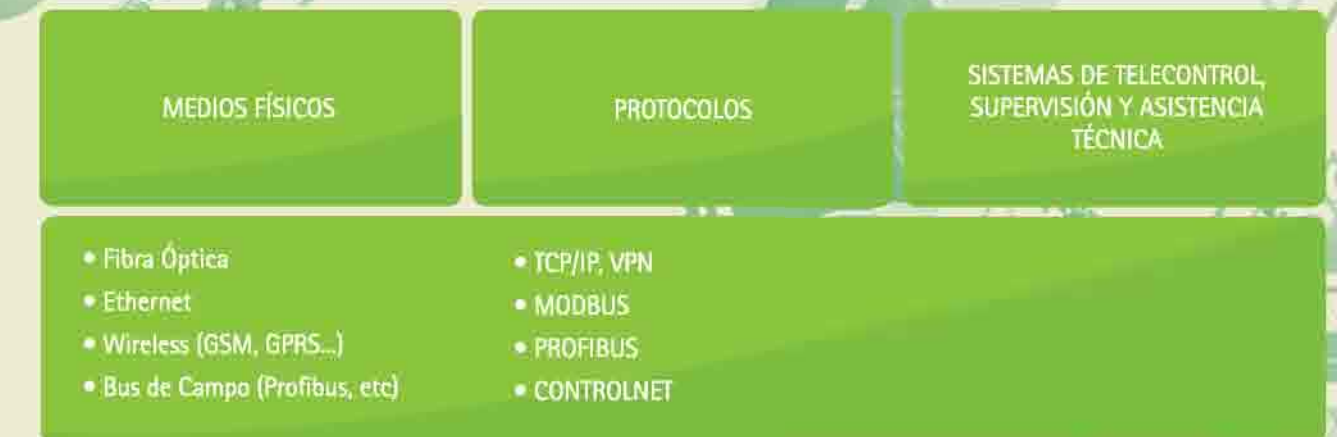 MEDIOS FÍSICOS
PROTOCOLOS
SISTEMAS DE TELECONTROL,
SUPERVISIÓN Y ASISTENCIA
TÉCNICA
• Fibra Óptica
• Ethernet
• Wireless (GSM, GPRS...)
• Bus de Campo (Profibus, etc)
• TCP/IP, VPN
• MODBUS
• PROFIBUS
• CONTROLNET